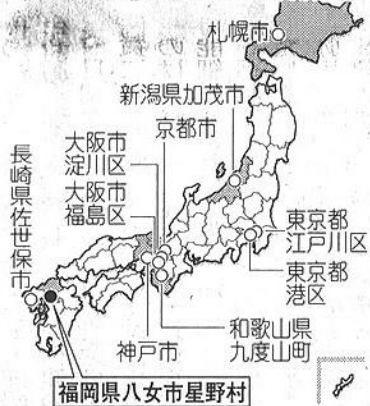 札幌市
新潟県加茂市
京都市
大阪市
淀川区
大阪市
福島区
長崎県佐世保市
東京都
江戸川区
東京都
港区
和歌山県
九度山町
神戸市
福岡県八女市星野村